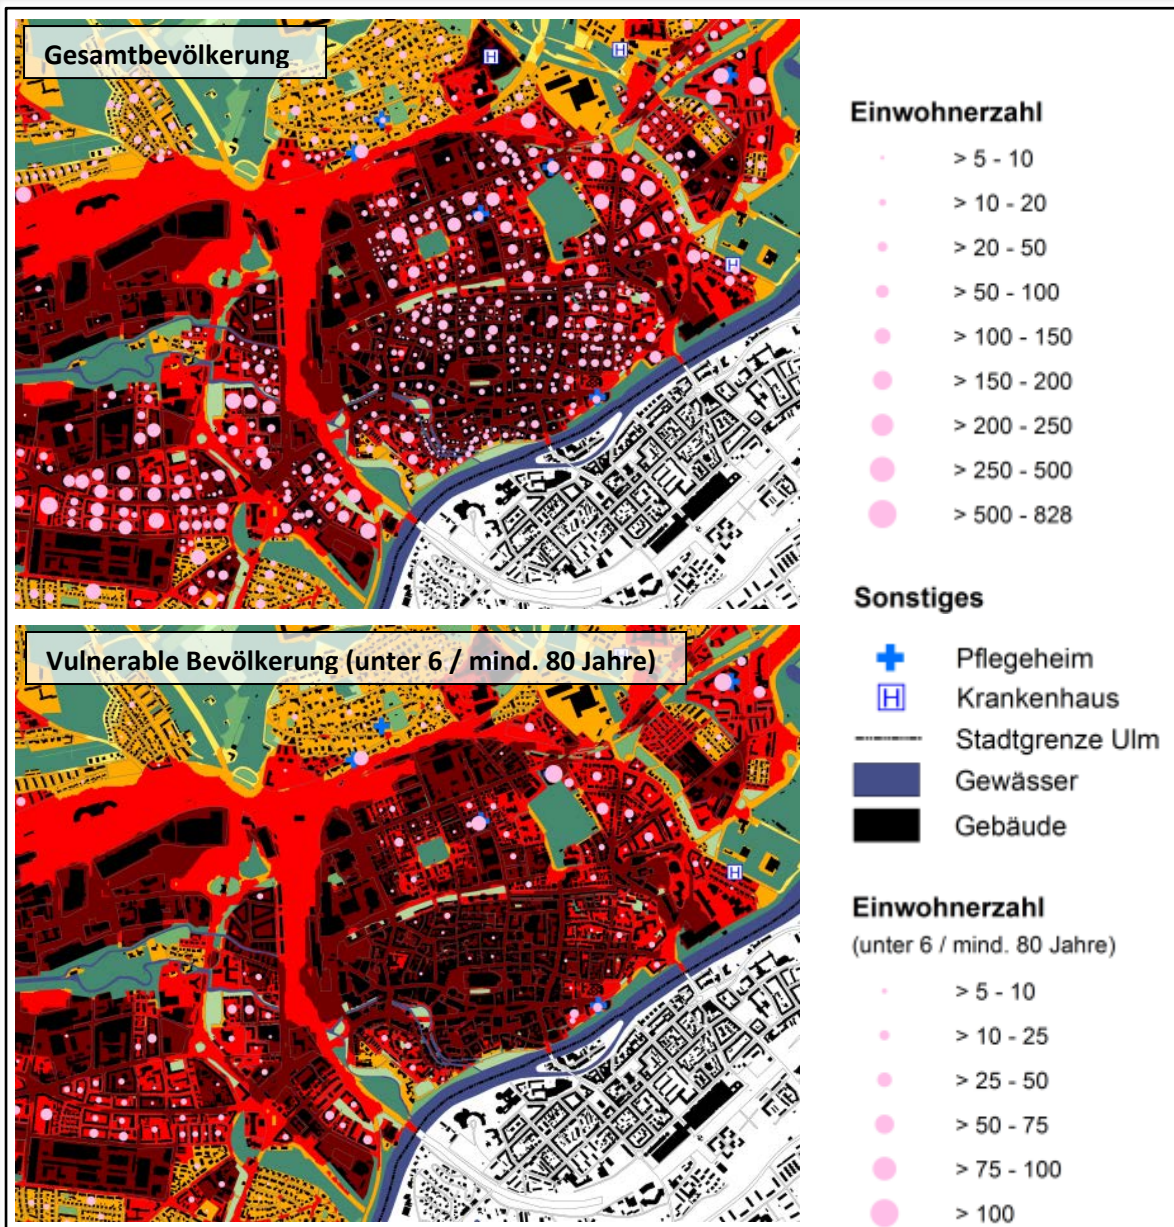 Gesamtbevölkerung
Einwohnerzahl
> 5 - 10
> 10 - 20
> 20 - 50
> 50 - 100
> 100 - 150
> 150 - 200
> 200 - 250
> 250 - 500
> 500 - 828
Sonstiges
Pflegeheim
H Krankenhaus
Stadtgrenze Ulm
Gewässer
Gebäude
Vulnerable Bevölkerung (unter 6 / mind. 80 Jahre)
Einwohnerzahl
(unter 6 / mind. 80 Jahre)
> 5 - 10
> 10 - 25
> 25 - 50
> 50 - 75
> 75 - 100
> 100
H
H
H
H